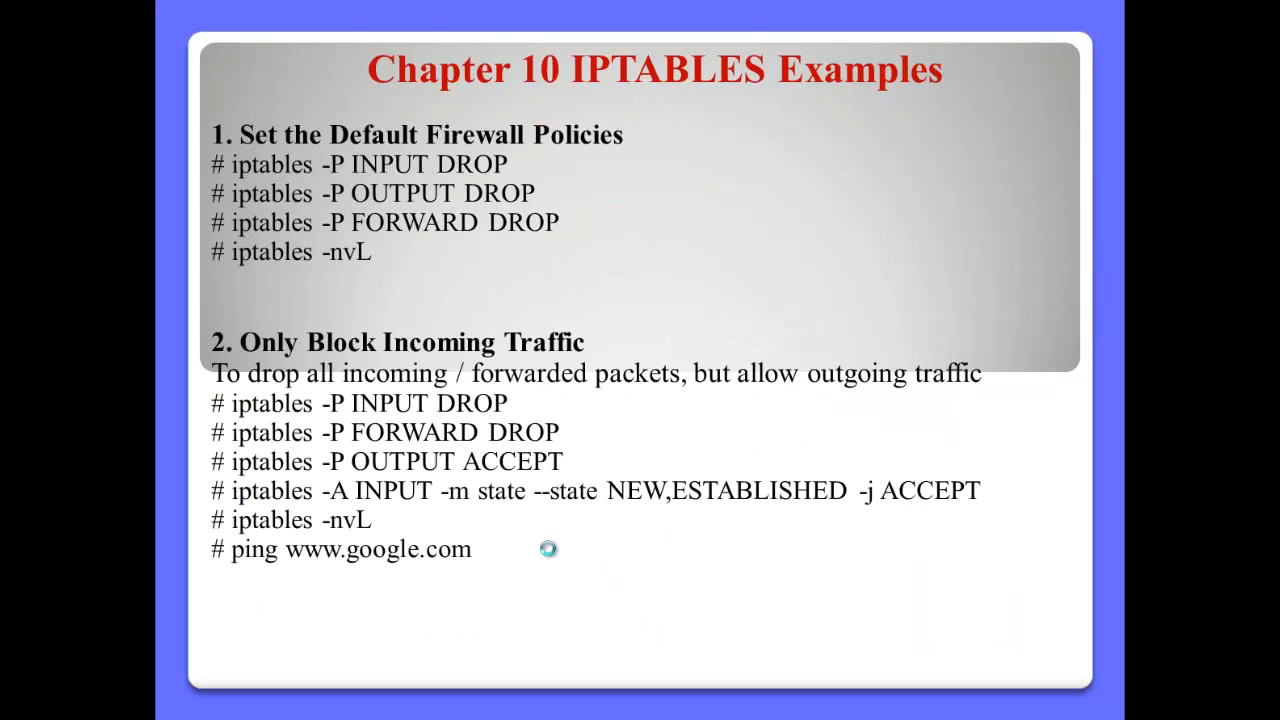 Chapter 10 IPTABLES Examples
1. Set the Default Firewall Policies
# iptables -P INPUT DROP
# iptables -P OUTPUT DROP
# iptables -P FORWARD DROP
# iptables -nvL
2. Only Block Incoming Traffic
To drop all incoming / forwarded packets, but allow outgoing traffic
# iptables -P INPUT DROP
# iptables -P FORWARD DROP
# iptables -P OUTPUT ACCEPT
# iptables -A INPUT -m state --state NEW,ESTABLISHED -j ACCEPT
# iptables -nvL
# ping www.google.com